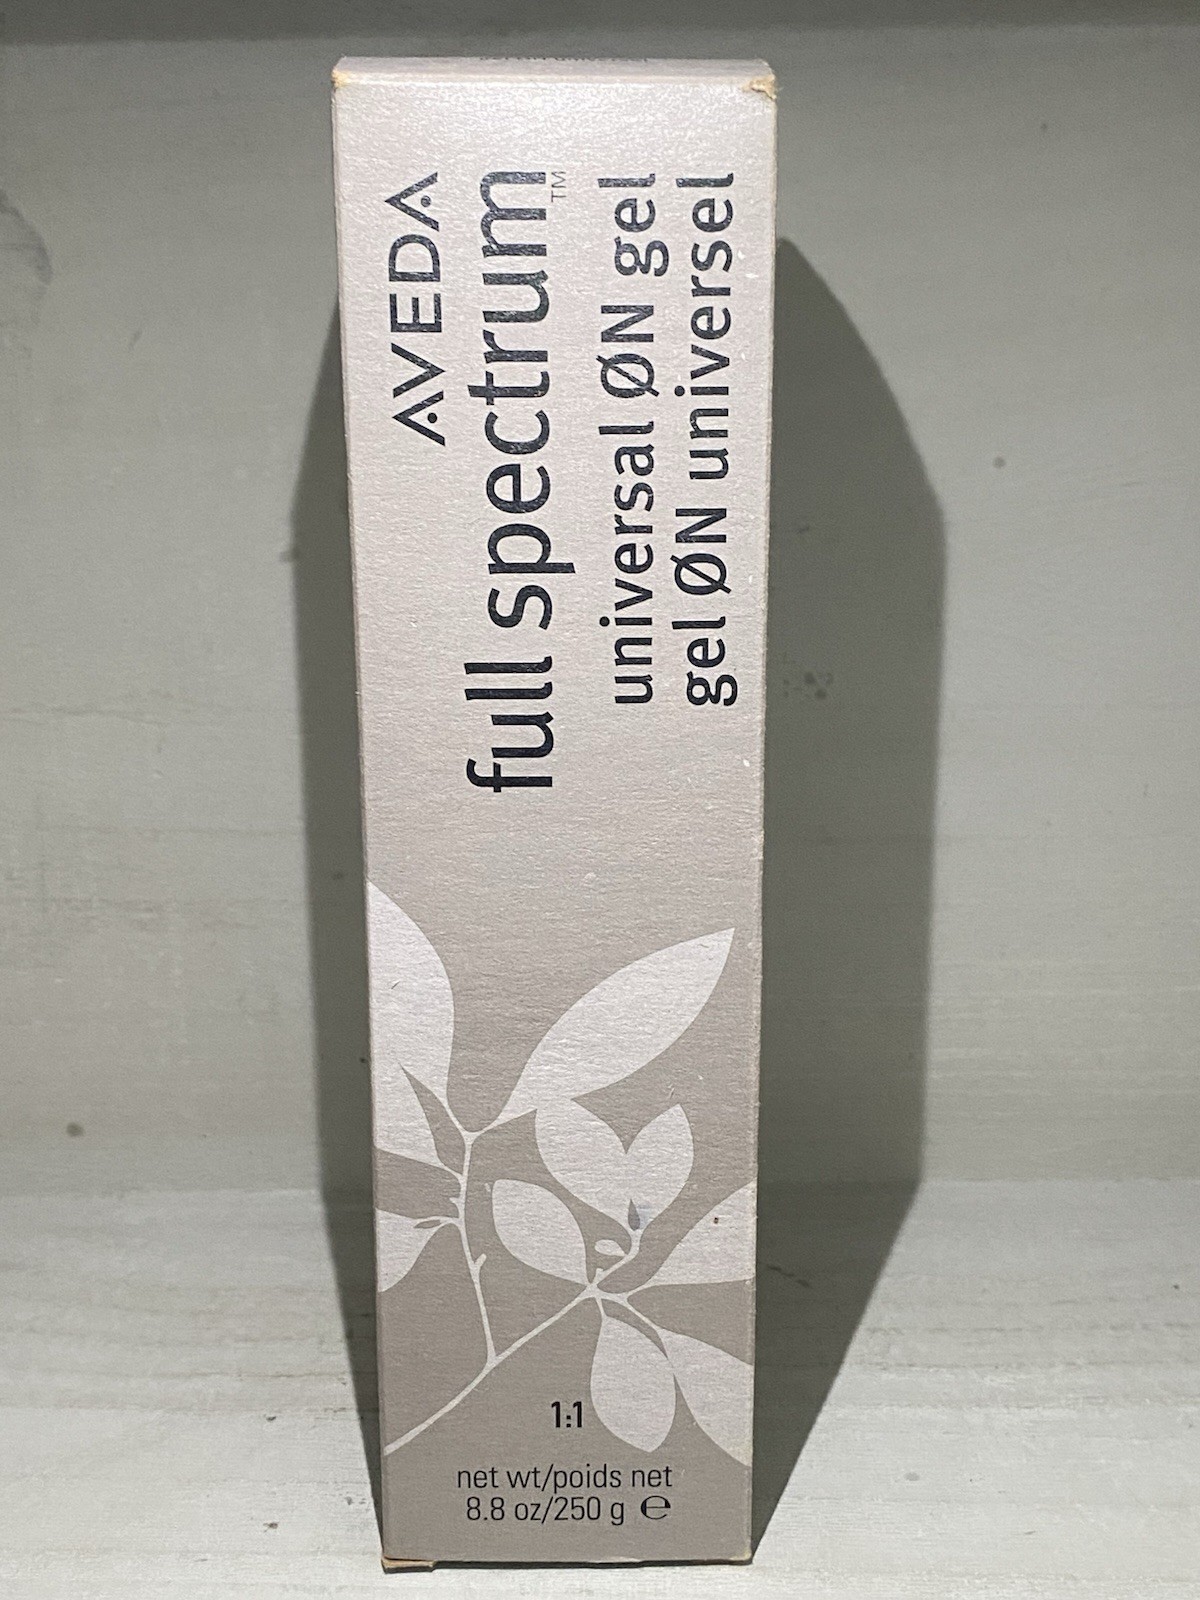 AVEDA
full spectrum™
universal ØN gel
gel ØN universel
1:1
net wt/poids net
8.8 oz/250 g ℮